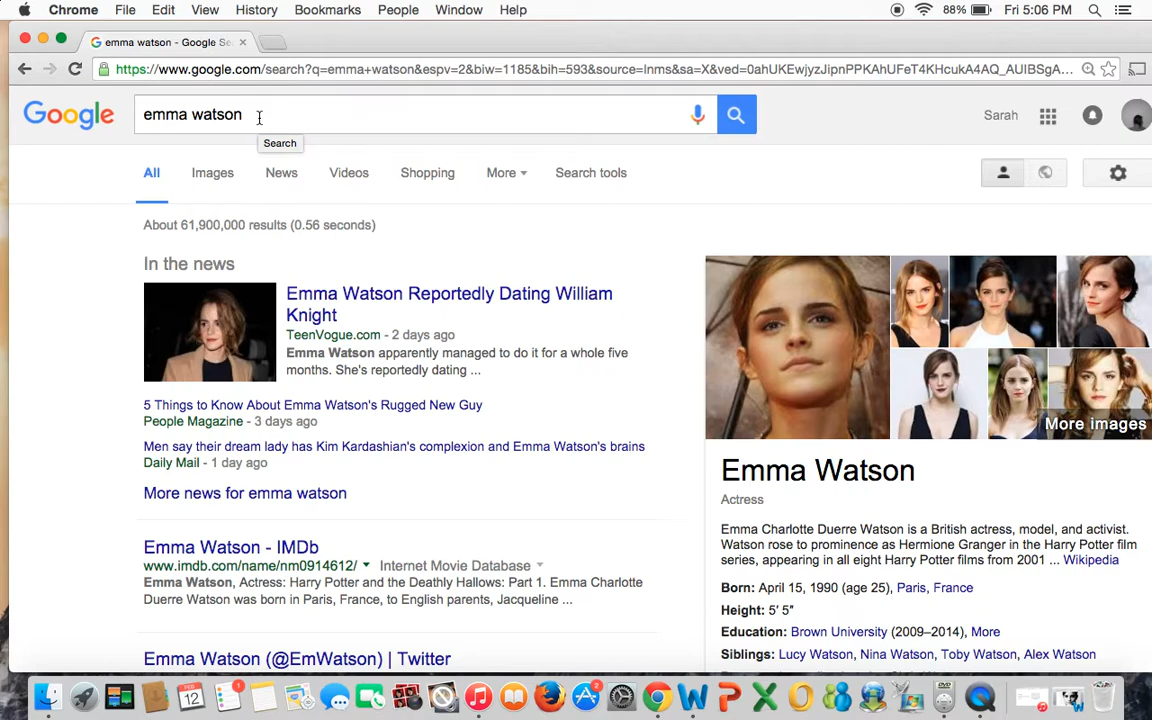 Chrome File Edit View History Bookmarks People Window Help 88% Fri 5:06 PM
emma watson - Google Se
https://www.google.com/search?q=emma+watson&espv=2&biw=1185&bih=593&source=lnms&sa=X&ved=0ahUKEwjyzJipnPPKAhUFeT4KHcukA4AQ_AUIBSgA...
Google emma watson Sarah
Search
All Images News Videos Shopping More Search tools
About 61,900,000 results (0.56 seconds)
In the news
Emma Watson Reportedly Dating William
Knight
TeenVogue.com - 2 days ago
Emma Watson apparently managed to do it for a whole five
months. She's reportedly dating ...
5 Things to Know About Emma Watson's Rugged New Guy
People Magazine - 3 days ago
Men say their dream lady has Kim Kardashian's complexion and Emma Watson's brains
Daily Mail - 1 day ago
More news for emma watson
Emma Watson - IMDb
www.imdb.com/name/nm0914612/ Internet Movie Database
Emma Watson, Actress: Harry Potter and the Deathly Hallows: Part 1. Emma Charlotte
Duerre Watson was born in Paris, France, to English parents, Jacqueline ...
Emma Watson (@EmWatson) | Twitter
More images
Emma Watson
Actress
Emma Charlotte Duerre Watson is a British actress, model, and activist.
Watson rose to prominence as Hermione Granger in the Harry Potter film
series, appearing in all eight Harry Potter films from 2001 ... Wikipedia
Born: April 15, 1990 (age 25), Paris, France
Height: 5′ 5″
Education: Brown University (2009–2014), More
Siblings: Lucy Watson, Nina Watson, Toby Watson, Alex Watson
FEB
12
1
2